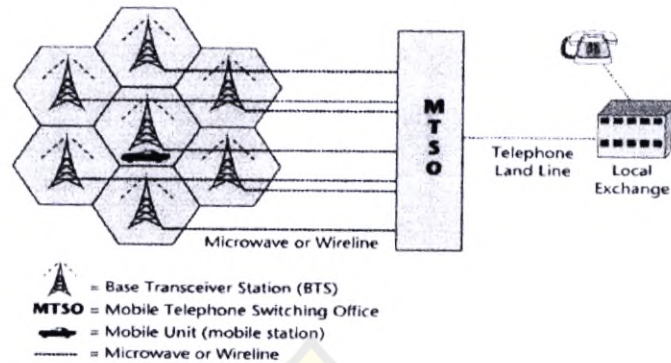 MTSO
Telephone
Land Line
Local
Exchange
Microwave or Wireline
= Base Transceiver Station (BTS)
MTSO = Mobile Telephone Switching Office
= Mobile Unit (mobile station)
= Microwave or Wireline